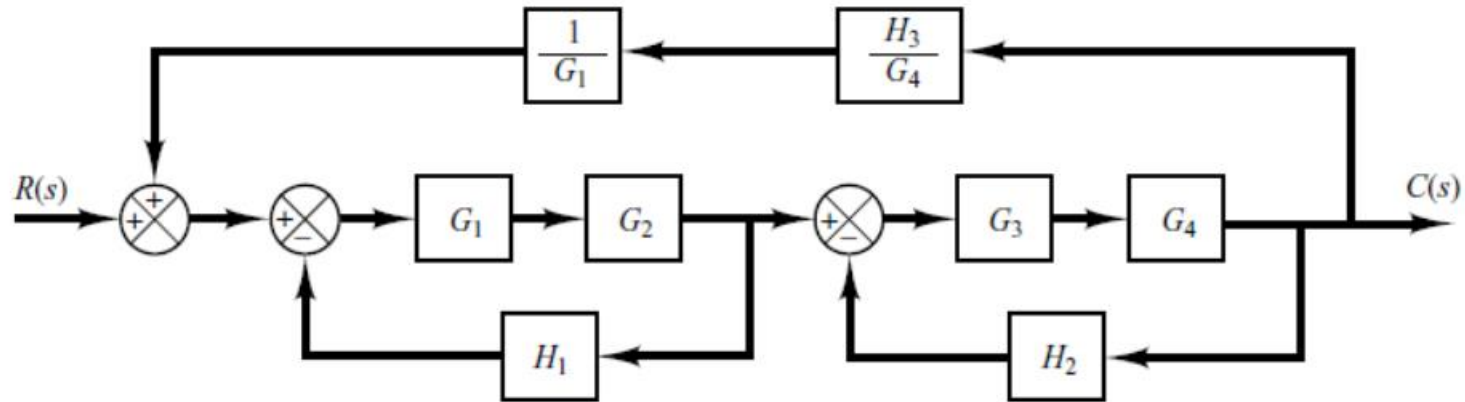 1
G₁
H₃
G₄
R(s)
+
+
+
−
G₁
G₂
+
−
G₃
G₄
C(s)
H₁
H₂